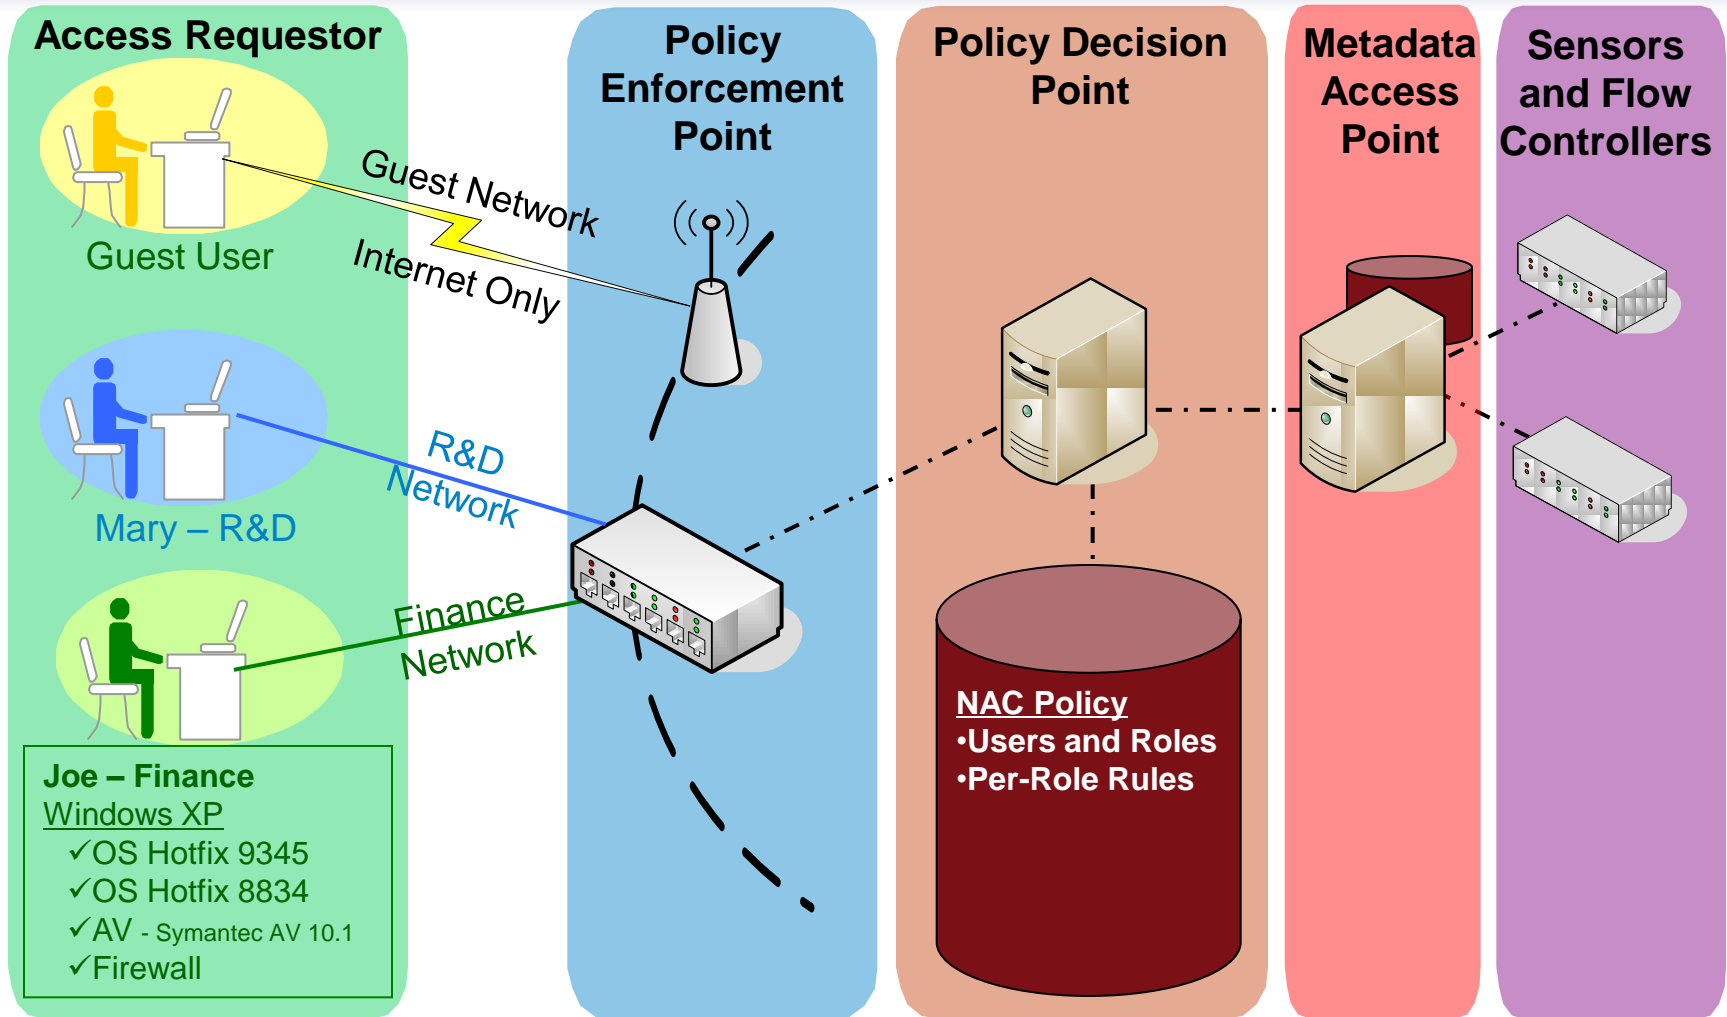 Access Requestor
Policy
Enforcement
Point
Policy Decision
Point
Metadata
Access
Point
Sensors
and Flow
Controllers
Guest User
Guest Network
Internet Only
Mary – R&D
R&D
Network
Finance
Network
Joe – Finance
Windows XP
✓OS Hotfix 9345
✓OS Hotfix 8834
✓AV - Symantec AV 10.1
✓Firewall
NAC Policy
•Users and Roles
•Per-Role Rules